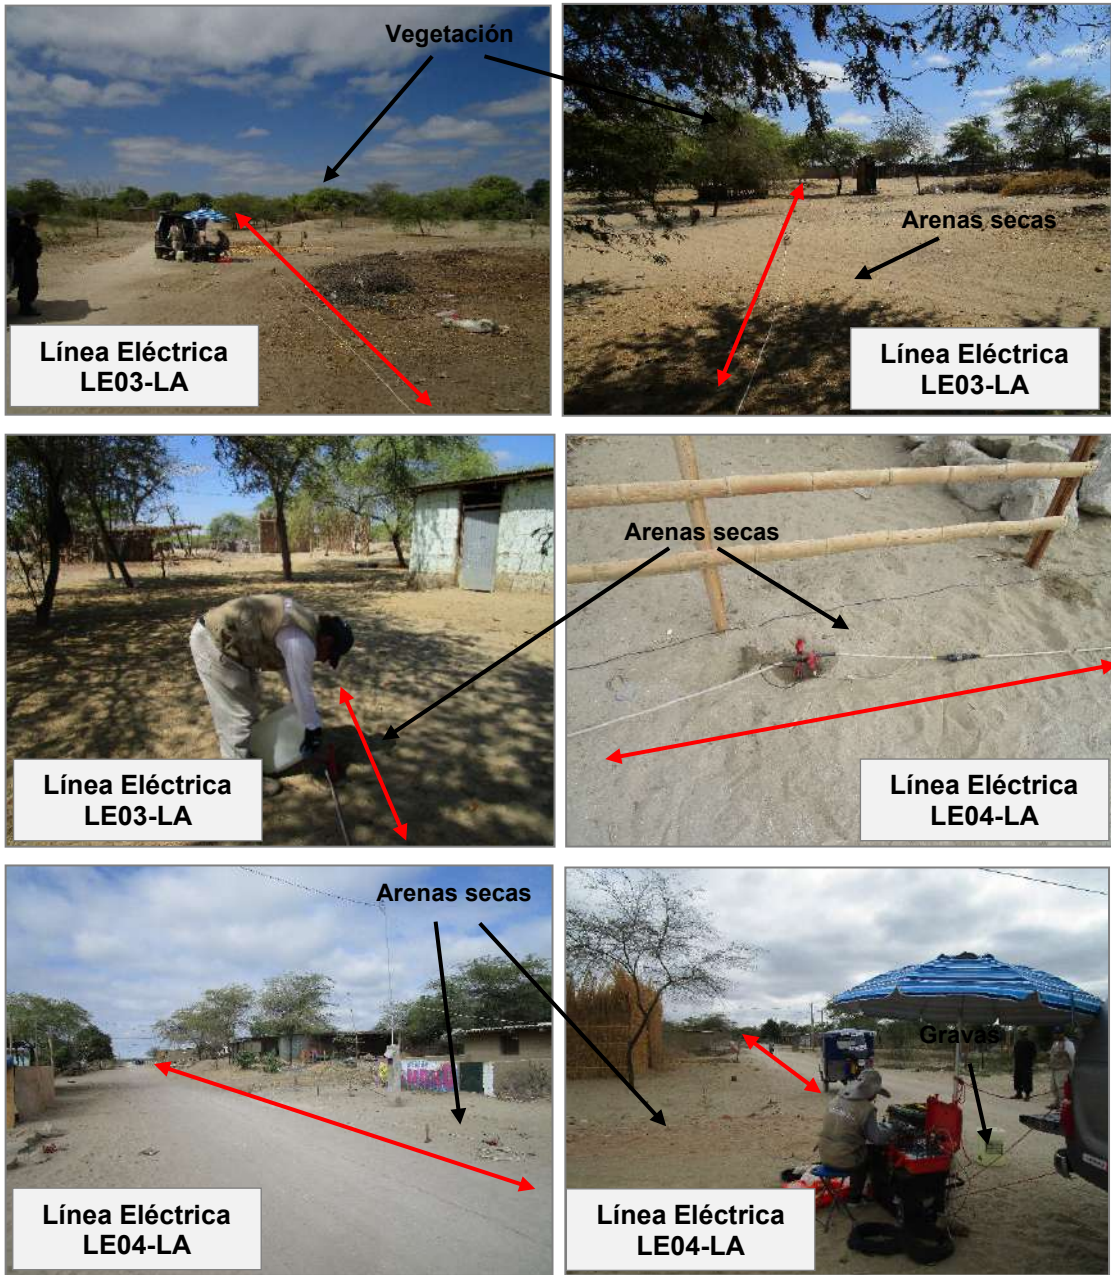 Vegetación
Arenas secas
Línea Eléctrica
LE03-LA
Línea Eléctrica
LE03-LA
Arenas secas
Línea Eléctrica
LE03-LA
Línea Eléctrica
LE04-LA
Arenas secas
Gravas
Línea Eléctrica
LE04-LA
Línea Eléctrica
LE04-LA